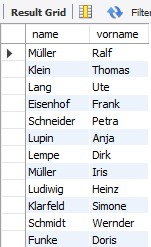 Result Grid Filter
name vorname
Müller Ralf
Klein Thomas
Lang Ute
Eisenhof Frank
Schneider Petra
Lupin Anja
Lempe Dirk
Müller Iris
Ludwig Heinz
Klarfeld Simone
Schmidt Wernder
Funke Doris